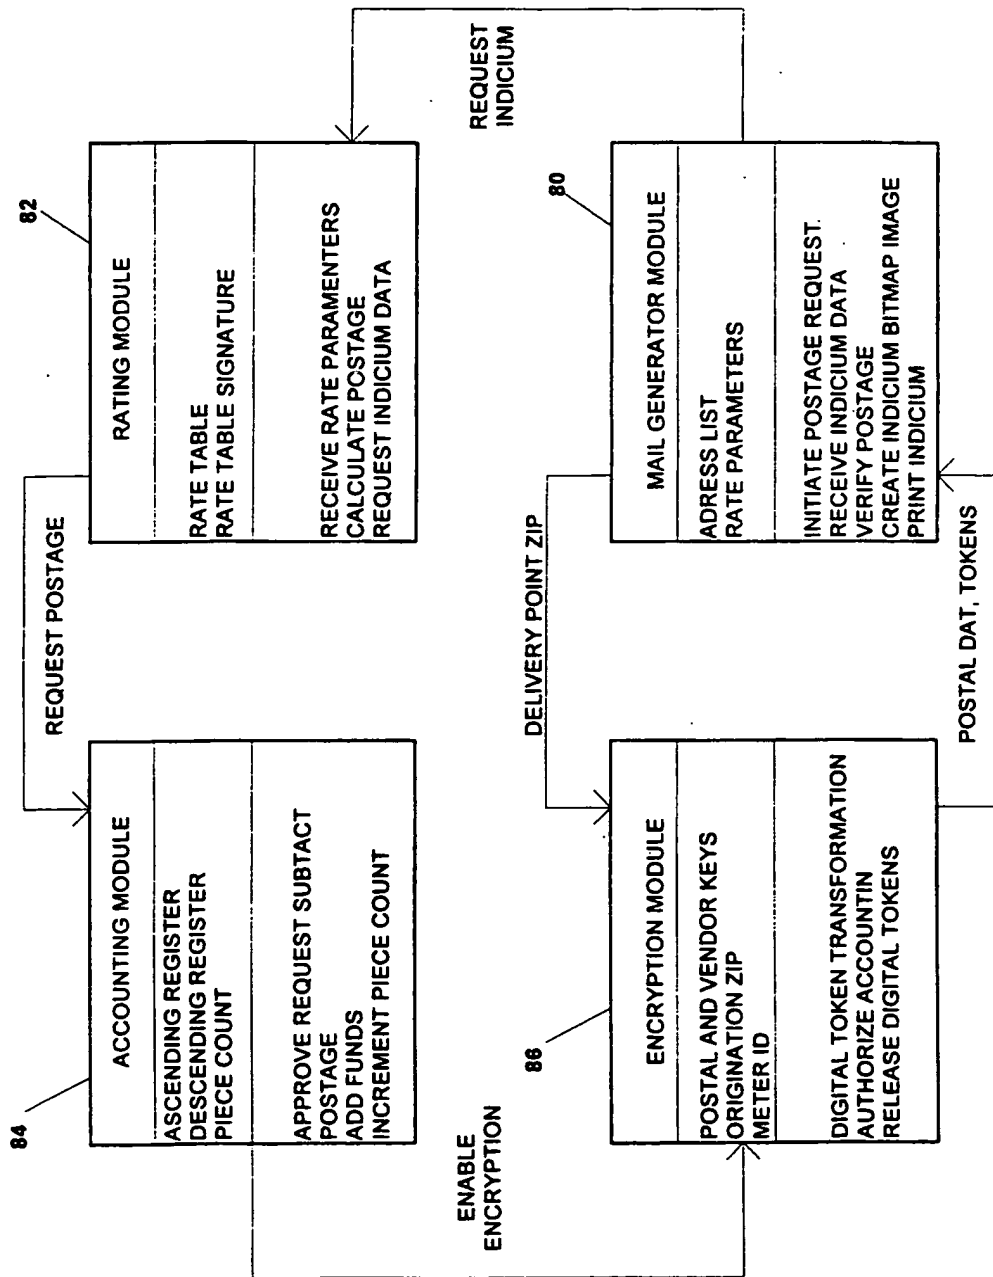 REQUEST POSTAGE
84
ACCOUNTING MODULE
ASCENDING REGISTER
DESCENDING REGISTER
PIECE COUNT
APPROVE REQUEST SUBTACT
POSTAGE
ADD FUNDS
INCREMENT PIECE COUNT
82
RATING MODULE
RATE TABLE
RATE TABLE SIGNATURE
RECEIVE RATE PARAMENTERS
CALCULATE POSTAGE
REQUEST INDICIUM DATA
ENABLE
ENCRYPTION
DELIVERY POINT ZIP
REQUEST
INDICIUM
86
ENCRYPTION MODULE
POSTAL AND VENDOR KEYS
ORIGINATION ZIP
METER ID
DIGITAL TOKEN TRANSFORMATION
AUTHORIZE ACCOUNTIN
RELEASE DIGITAL TOKENS
80
MAIL GENERATOR MODULE
ADRESS LIST
RATE PARAMETERS
INITIATE POSTAGE REQUEST.
RECEIVE INDICIUM DATA
VERIFY POSTAGE
CREATE INDICIUM BITMAP IMAGE
PRINT INDICIUM
POSTAL DAT, TOKENS